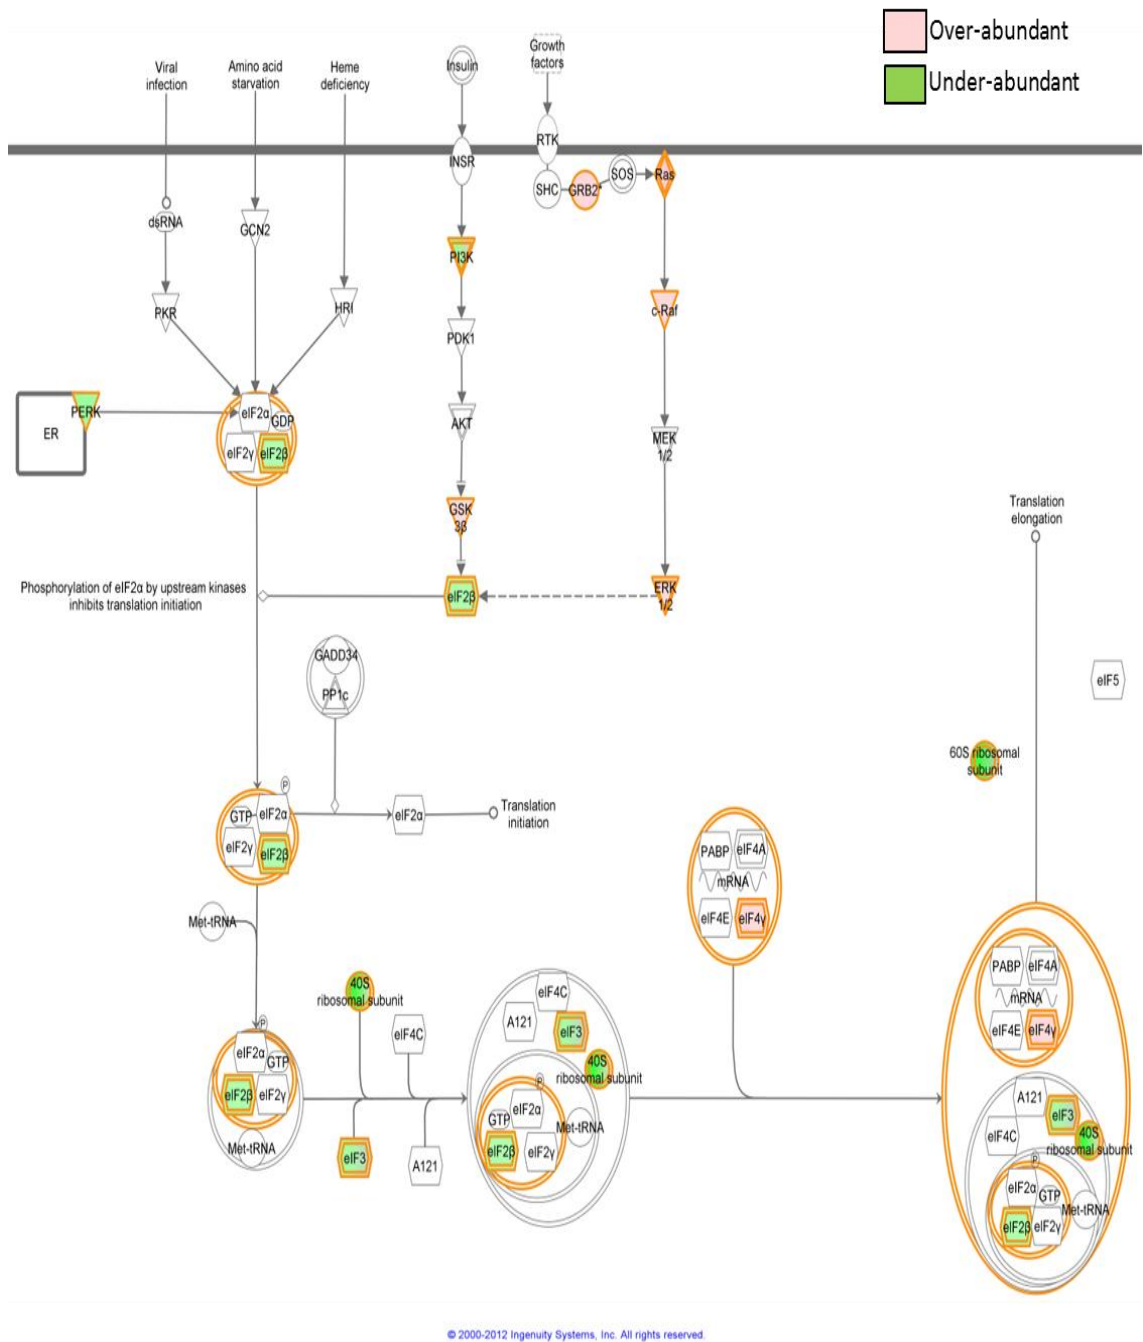 Over-abundant
Under-abundant
Viral
infection
Amino acid
starvation
Heme
deficiency
Insulin
Growth
factors
INSR
RTK
SHC
GRB2*
SOS
Ras
dsRNA
GCN2
PI3K
PKR
HRI
c-Raf
PDK1
ER
PERK
eIF2α
GDP
eIF2γ
eIF2β
AKT
MEK
1/2
GSK
3β
Translation
elongation
Phosphorylation of eIF2α by upstream kinases
inhibits translation initiation
eIF2β
ERK
1/2
GADD34
PP1c
eIF5
60S ribosomal
subunit
P
GTP
eIF2α
eIF2γ
eIF2β
eIF2α
Translation
initiation
PABP
eIF4A
mRNA
eIF4E
eIF4γ
Met-tRNA
P
eIF2α
GTP
eIF2β
eIF2γ
Met-tRNA
40S
ribosomal subunit
eIF4C
eIF3
A121
eIF4C
A121
eIF3
40S
ribosomal subunit
P
eIF2α
GTP
Met-tRNA
eIF2β
eIF2γ
PABP
eIF4A
mRNA
eIF4E
eIF4γ
A121
eIF3
eIF4C
40S
ribosomal subunit
P
eIF2α
GTP
Met-tRNA
eIF2β
eIF2γ
© 2000-2012 Ingenuity Systems, Inc. All rights reserved.